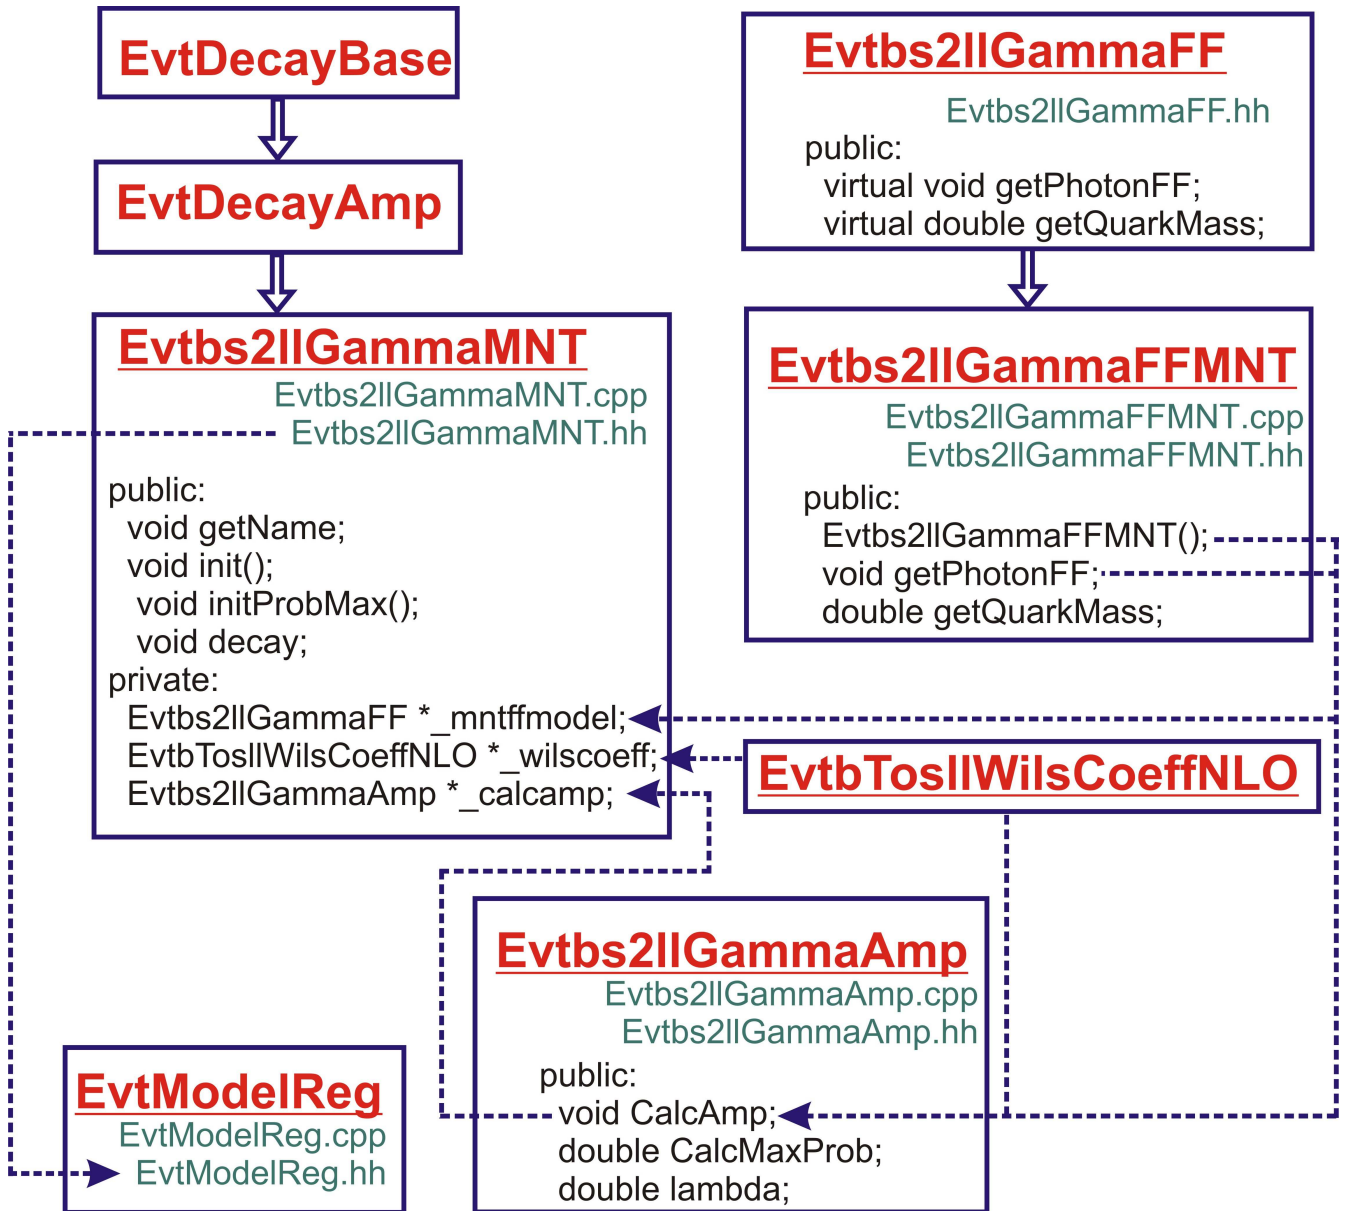 EvtDecayBase
EvtDecayAmp
Evtbs2llGammaMNT
Evtbs2llGammaMNT.cpp
Evtbs2llGammaMNT.hh
public:
void getName;
void init();
void initProbMax();
void decay;
private:
Evtbs2llGammaFF *_mntffmodel;
EvtbTosllWilsCoeffNLO *_wilscoeff;
Evtbs2llGammaAmp *_calcamp;
Evtbs2llGammaFF
Evtbs2llGammaFF.hh
public:
virtual void getPhotonFF;
virtual double getQuarkMass;
Evtbs2llGammaFFMNT
Evtbs2llGammaFFMNT.cpp
Evtbs2llGammaFFMNT.hh
public:
Evtbs2llGammaFFMNT();
void getPhotonFF;
double getQuarkMass;
EvtbTosllWilsCoeffNLO
Evtbs2llGammaAmp
Evtbs2llGammaAmp.cpp
Evtbs2llGammaAmp.hh
public:
void CalcAmp;
double CalcMaxProb;
double lambda;
EvtModelReg
EvtModelReg.cpp
EvtModelReg.hh